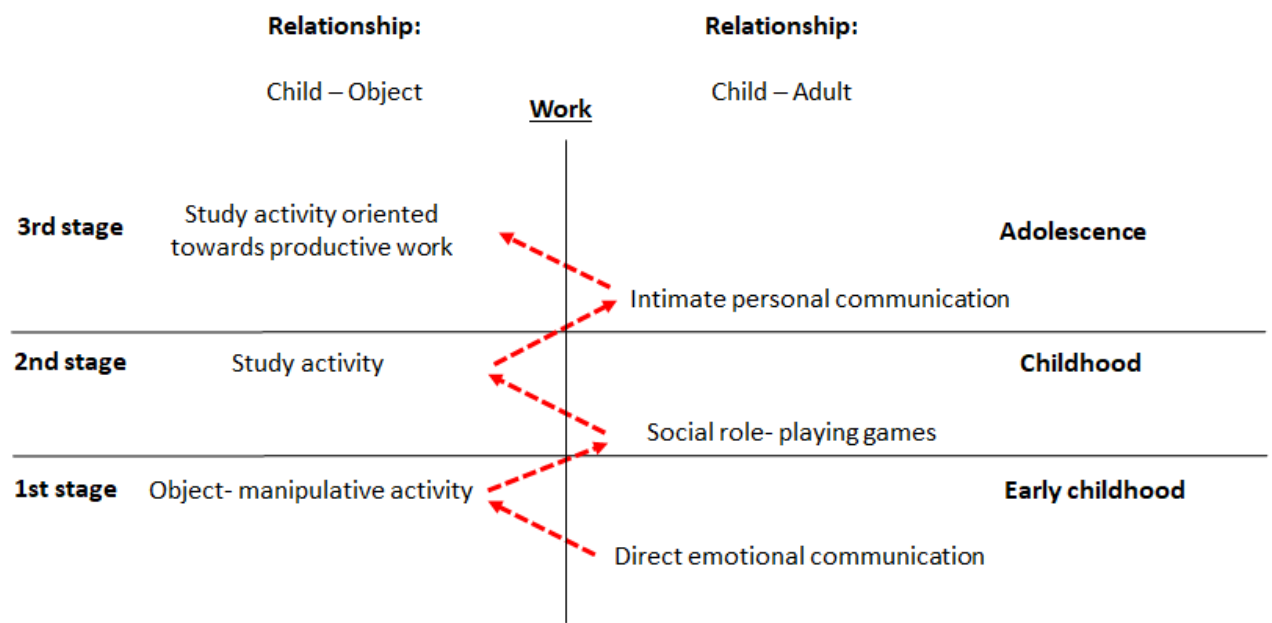 Relationship:
Relationship:
Child – Object
Child – Adult
Work
3rd stage
Study activity oriented
towards productive work
Adolescence
Intimate personal communication
2nd stage
Study activity
Childhood
Social role- playing games
1st stage
Object- manipulative activity
Early childhood
Direct emotional communication